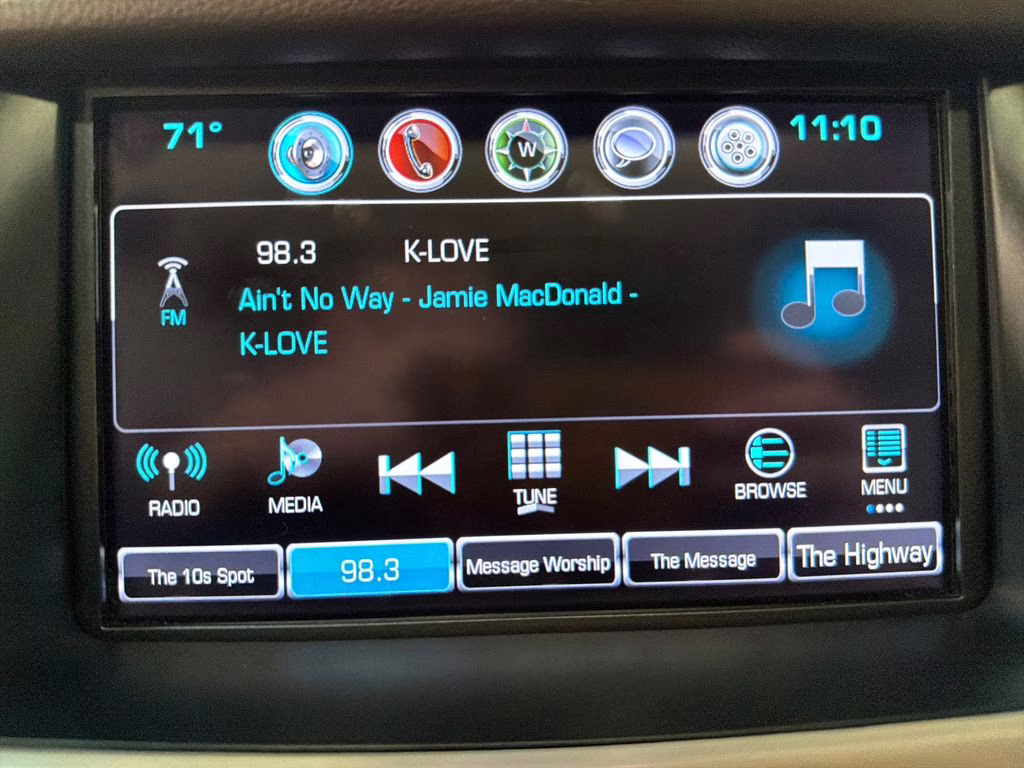 71°
W
11:10
98.3 K-LOVE
FM
Ain't No Way - Jamie MacDonald -
K-LOVE
RADIO
MEDIA
TUNE
BROWSE
MENU
The 10s Spot
98.3
Message Worship
The Message
The Highway